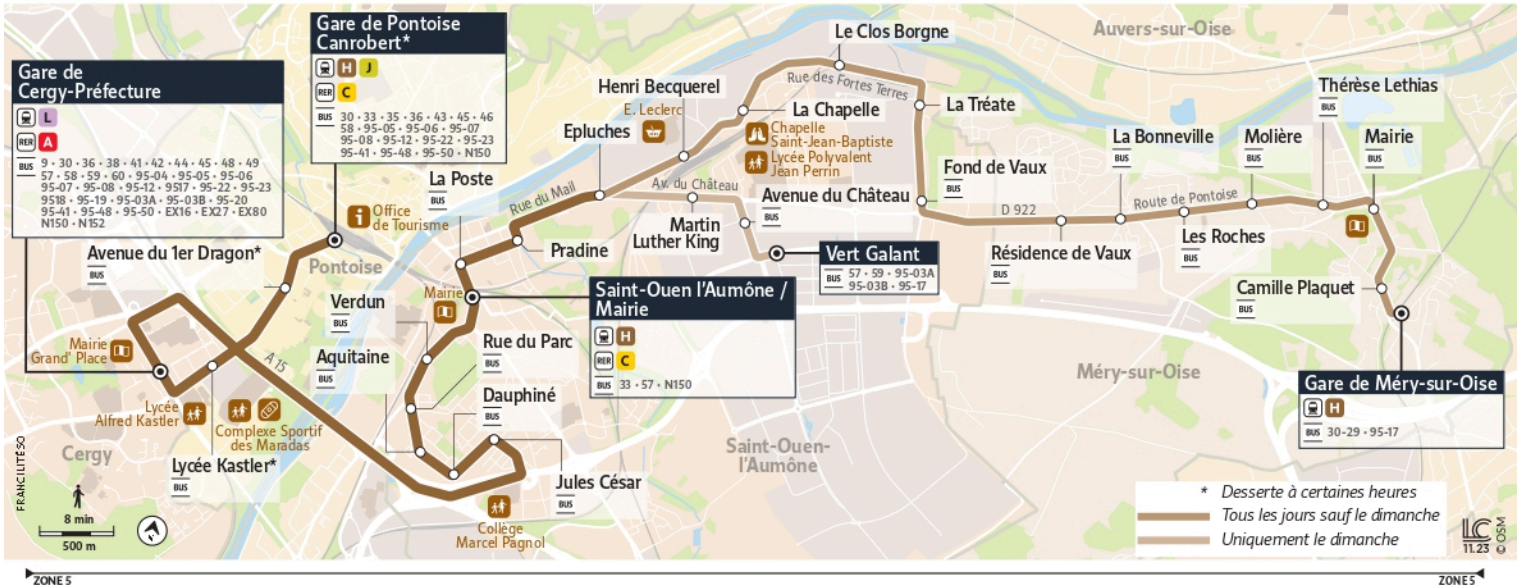 Gare de
Cergy-Préfecture
L
RER A
BUS 9 • 30 • 36 • 38 • 41 • 42 • 44 • 45 • 48 • 49
57 • 58 • 59 • 60 • 95-04 • 95-05 • 95-06
95-07 • 95-08 • 95-12 • 9517 • 95-22 • 95-23
9518 • 95-19 • 95-03A • 95-03B • 95-20
95-41 • 95-48 • 95-50 • EX16 • EX27 • EX80
N150 • N152
Gare de Pontoise
Canrobert*
H J
RER C
BUS 30 • 33 • 35 • 36 • 43 • 45 • 46
58 • 95-05 • 95-06 • 95-07
95-08 • 95-12 • 95-22 • 95-23
95-41 • 95-48 • 95-50 • N150
Avenue du 1er Dragon*
BUS
i Office
de Tourisme
Pontoise
Mairie
Grand' Place
Lycée
Alfred Kastler
Complexe Sportif
des Maradas
Lycée Kastler*
BUS
Cergy
A 15
La Poste
BUS
Rue du Mail
Pradine
Mairie
Saint-Ouen l'Aumône /
Mairie
H
RER C
BUS 33 • 57 • N150
Verdun
BUS
Rue du Parc
BUS
Aquitaine
BUS
Dauphiné
BUS
Jules César
BUS
Collège
Marcel Pagnol
Epluches
Henri Becquerel
E. Leclerc
Av. du Château
Martin
Luther King
Avenue du Château
BUS
Vert Galant
BUS 57 • 59 • 95-03A
95-03B • 95-17
La Chapelle
Chapelle
Saint-Jean-Baptiste
Lycée Polyvalent
Jean Perrin
Le Clos Borgne
Rue des Fortes Terres
La Tréate
Auvers-sur-Oise
Fond de Vaux
BUS
D 922
Résidence de Vaux
BUS
La Bonneville
BUS
Route de Pontoise
Les Roches
BUS
Molière
BUS
Thérèse Lethias
BUS
Mairie
BUS
Camille Plaquet
BUS
Gare de Méry-sur-Oise
H
BUS 30-29 • 95-17
Méry-sur-Oise
Saint-Ouen-
l'Aumône
* Desserte à certaines heures
Tous les jours sauf le dimanche
Uniquement le dimanche
FRANCILITÉ SO
8 min
500 m
LC
11.23
© OSM
ZONE 5
ZONE 5